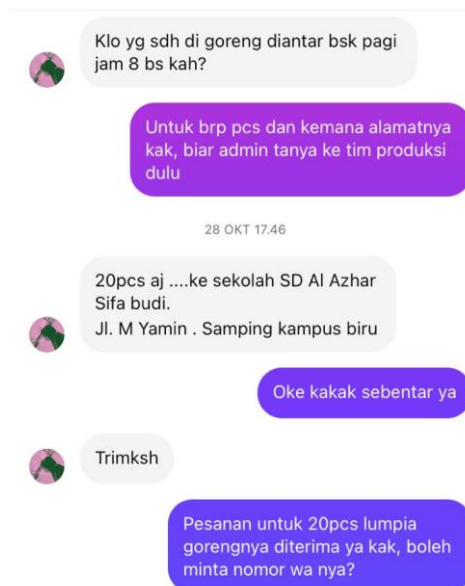 Klo yg sdh di goreng diantar bsk pagi
jam 8 bs kah?
Untuk brp pcs dan kemana alamatnya
kak, biar admin tanya ke tim produksi
dulu
28 OKT 17.46
20pcs aj ....ke sekolah SD Al Azhar
Sifa budi.
Jl. M Yamin . Samping kampus biru
Oke kakak sebentar ya
Trimksh
Pesanan untuk 20pcs lumpia
gorengnya diterima ya kak, boleh
minta nomor wa nya?